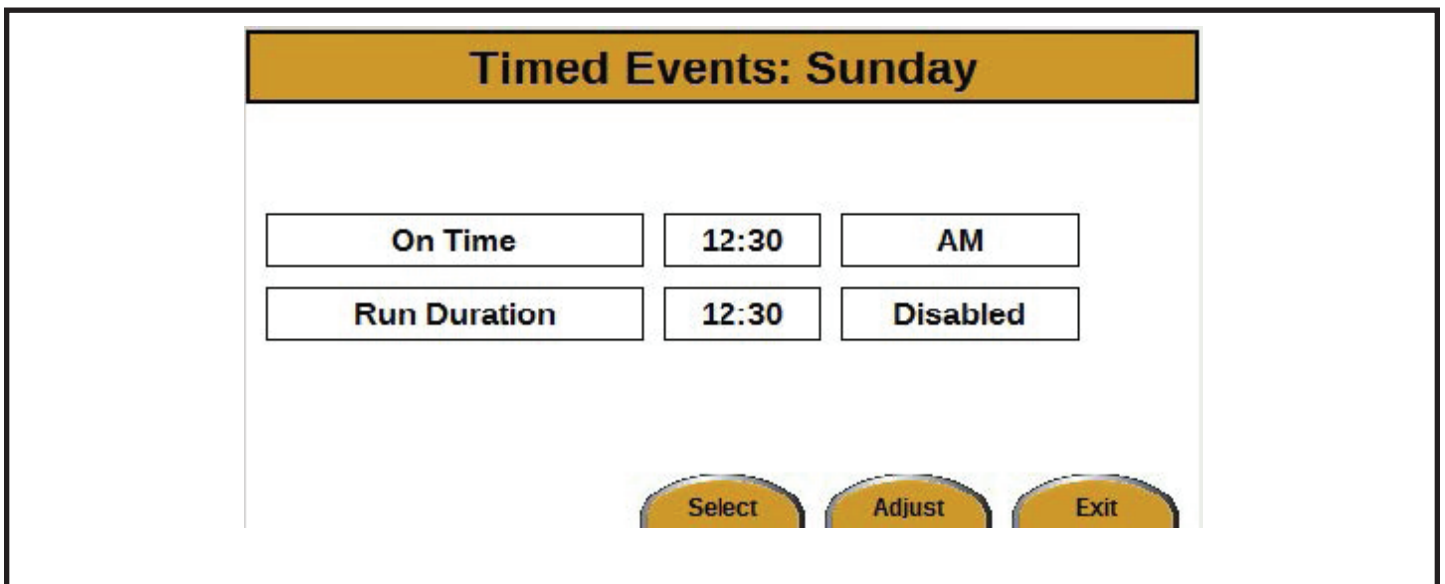 Timed Events: Sunday
On Time 12:30 AM
Run Duration 12:30 Disabled
Select Adjust Exit